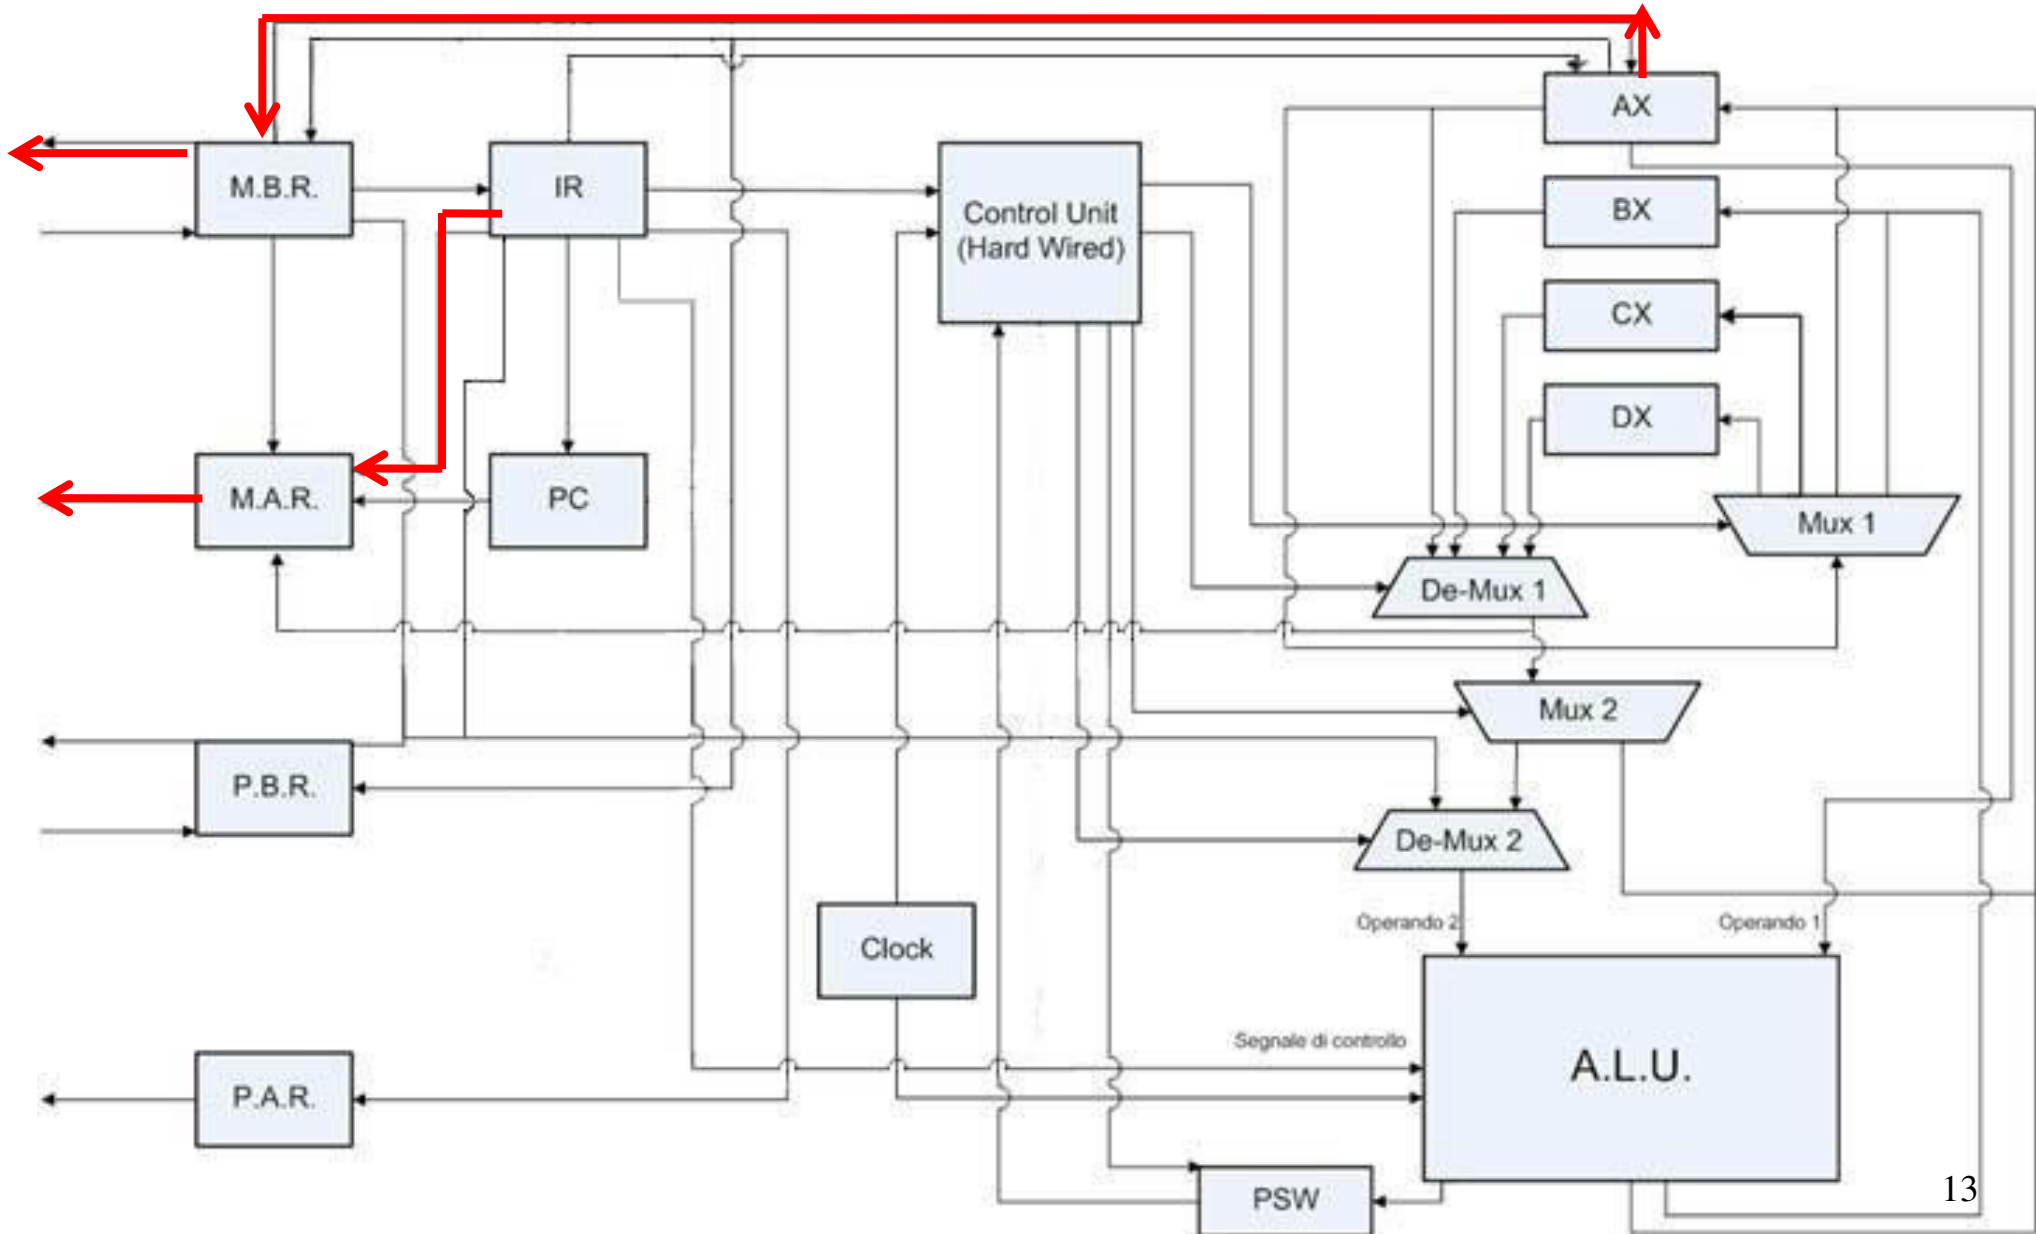 AX
M.B.R.
IR
Control Unit
(Hard Wired)
BX
CX
DX
M.A.R.
PC
Mux 1
De-Mux 1
Mux 2
P.B.R.
De-Mux 2
Operando 2
Operando 1
Clock
Segnale di controllo
A.L.U.
P.A.R.
PSW
13